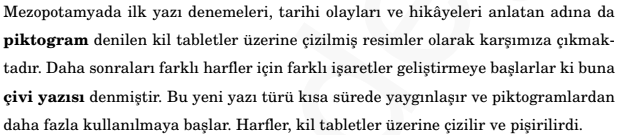 Mezopotamyada ilk yazı denemeleri, tarihi olayları ve hikâyeleri anlatan adına da
piktogram denilen kil tabletler üzerine çizilmiş resimler olarak karşımıza çıkmak-
tadır. Daha sonraları farklı harfler için farklı işaretler geliştirmeye başlarlar ki buna
çivi yazısı denmiştir. Bu yeni yazı türü kısa sürede yaygınlaşır ve piktogramlardan
daha fazla kullanılmaya başlar. Harfler, kil tabletler üzerine çizilir ve pişirilirdi.